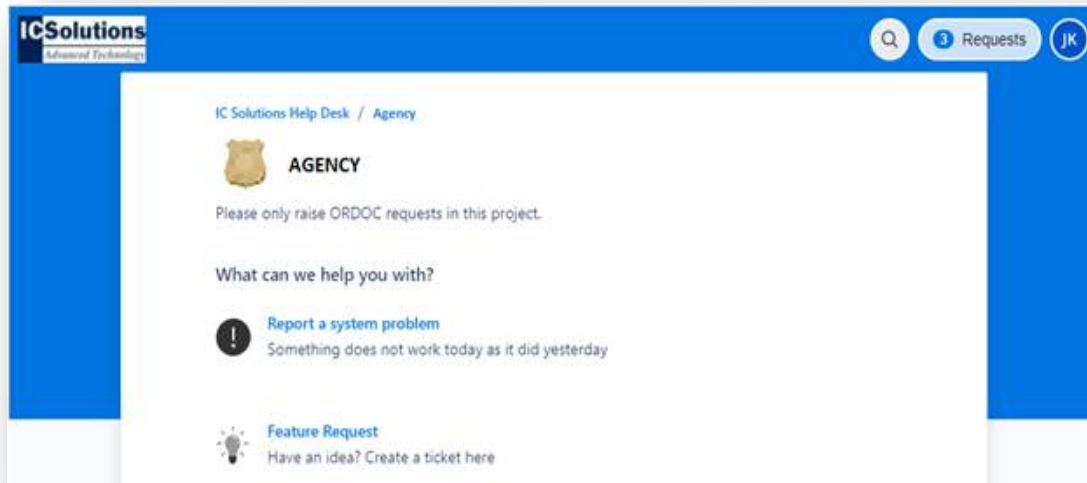 ICSolutions
Advanced Technology
3 Requests
JK
IC Solutions Help Desk / Agency
AGENCY
Please only raise ORDOC requests in this project.
What can we help you with?
Report a system problem
Something does not work today as it did yesterday
Feature Request
Have an idea? Create a ticket here